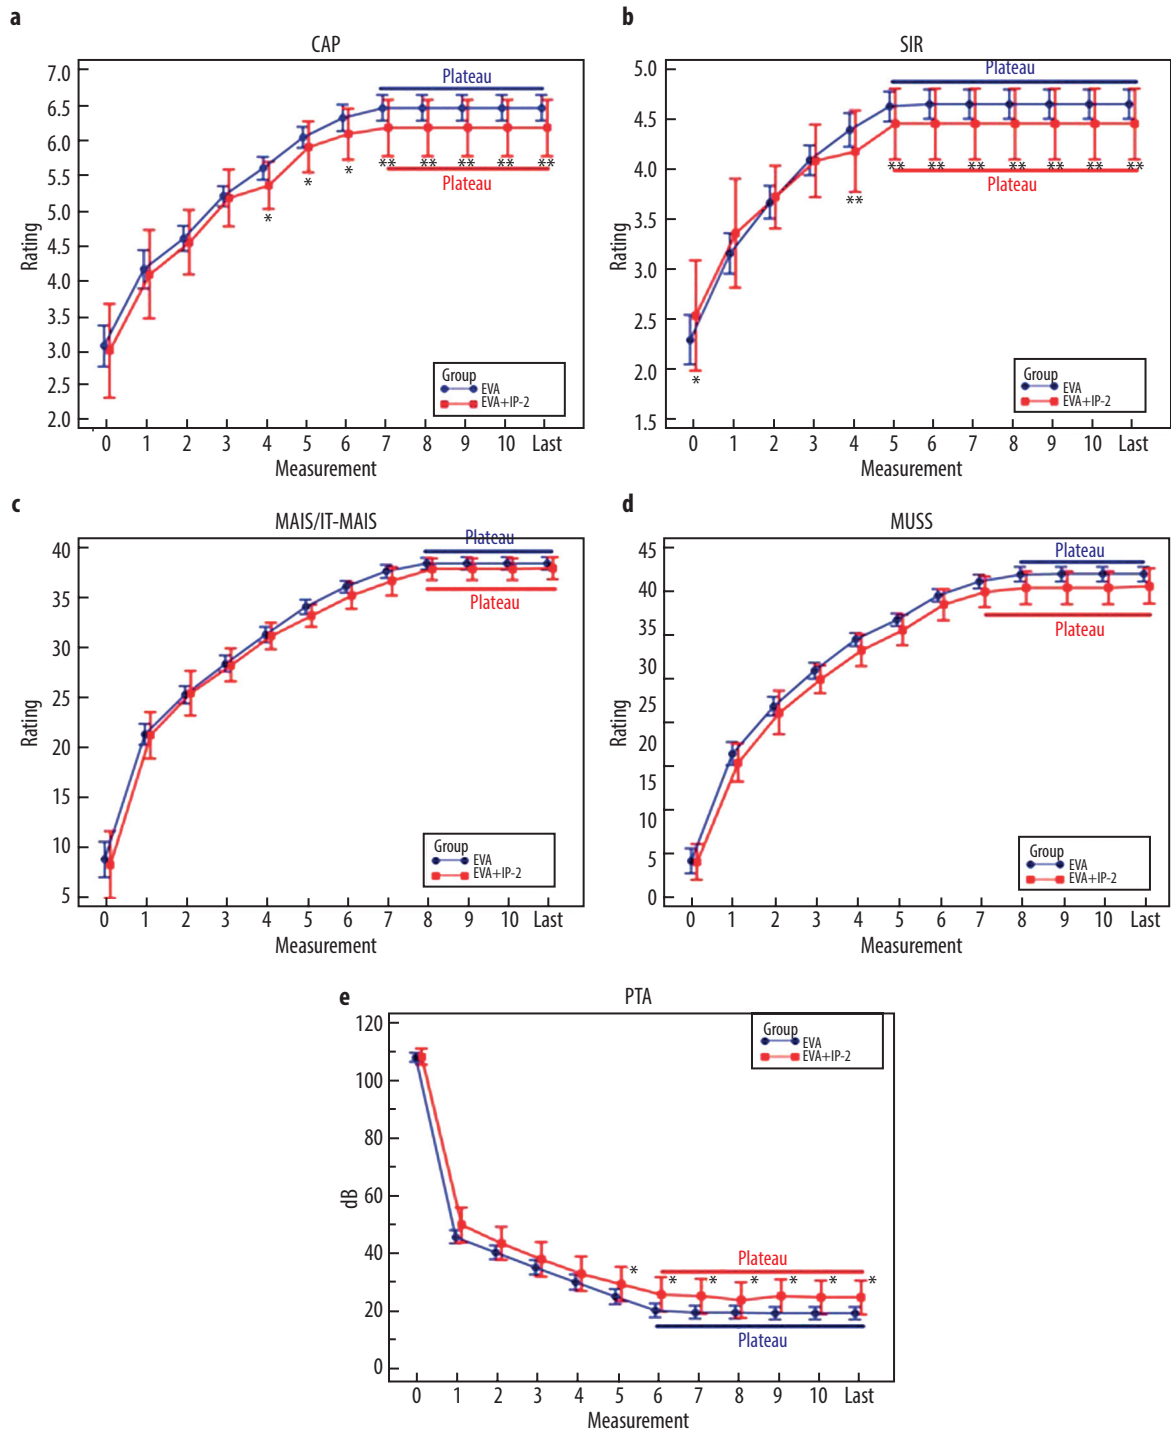 a
CAP
7.0
6.5
6.0
5.5
5.0
4.5
4.0
3.5
3.0
2.5
2.0
Rating
Plateau
** ** ** ** **
Plateau
*
*
*
Group
EVA
EVA+IP-2
0 1 2 3 4 5 6 7 8 9 10 Last
Measurement
b
SIR
5.0
4.5
4.0
3.5
3.0
2.5
2.0
1.5
Rating
Plateau
** ** ** ** ** ** **
Plateau
**
*
Group
EVA
EVA+IP-2
0 1 2 3 4 5 6 7 8 9 10 Last
Measurement
c
MAIS/IT-MAIS
40
35
30
25
20
15
10
5
Rating
Plateau
Plateau
Group
EVA
EVA+IP-2
0 1 2 3 4 5 6 7 8 9 10 Last
Measurement
d
MUSS
45
40
35
30
25
20
15
10
5
0
Rating
Plateau
Plateau
Group
EVA
EVA+IP-2
0 1 2 3 4 5 6 7 8 9 10 Last
Measurement
e
PTA
120
100
80
60
40
20
0
dB
Group
EVA
EVA+IP-2
Plateau
* * * * * * *
Plateau
0 1 2 3 4 5 6 7 8 9 10 Last
Measurement